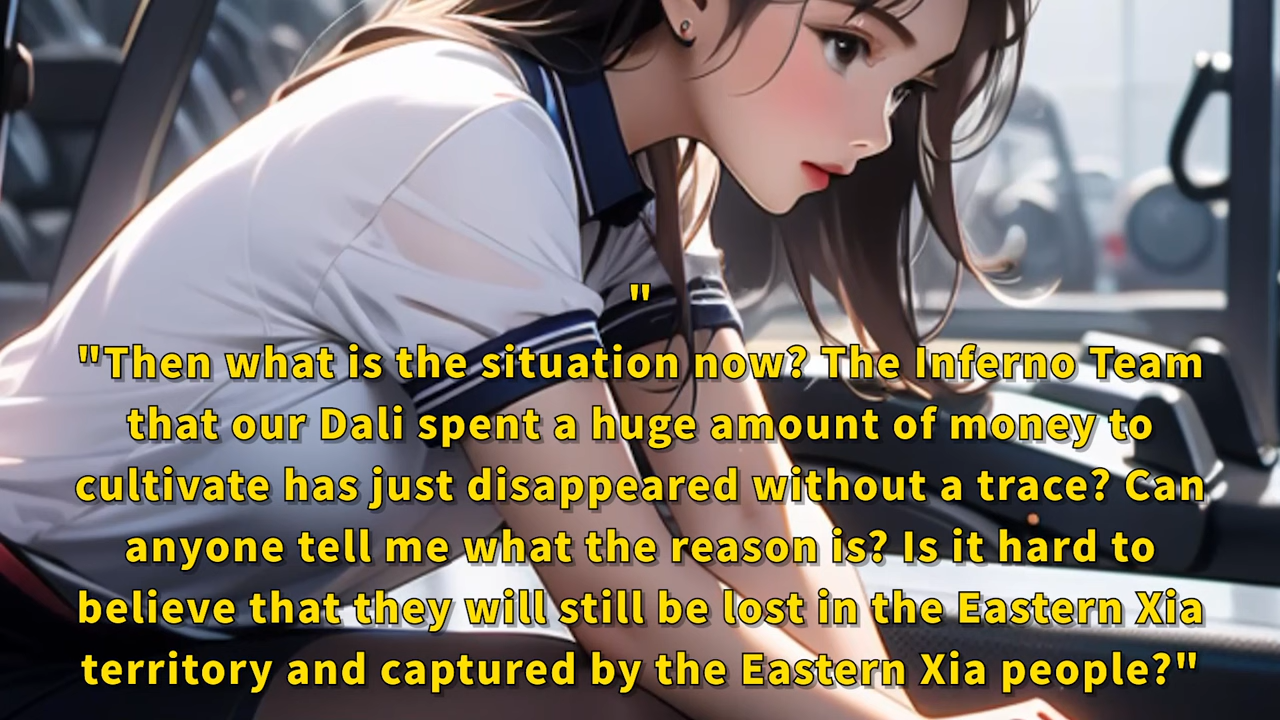 "
"Then what is the situation now? The Inferno Team
that our Dali spent a huge amount of money to
cultivate has just disappeared without a trace? Can
anyone tell me what the reason is? Is it hard to
believe that they will still be lost in the Eastern Xia
territory and captured by the Eastern Xia people?"